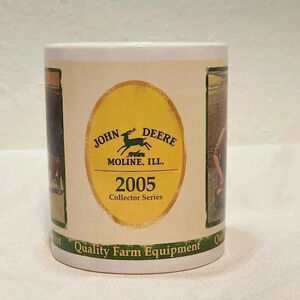 JOHN DEERE
MOLINE, ILL.
2005
Collector Series
Quality Farm Equipment